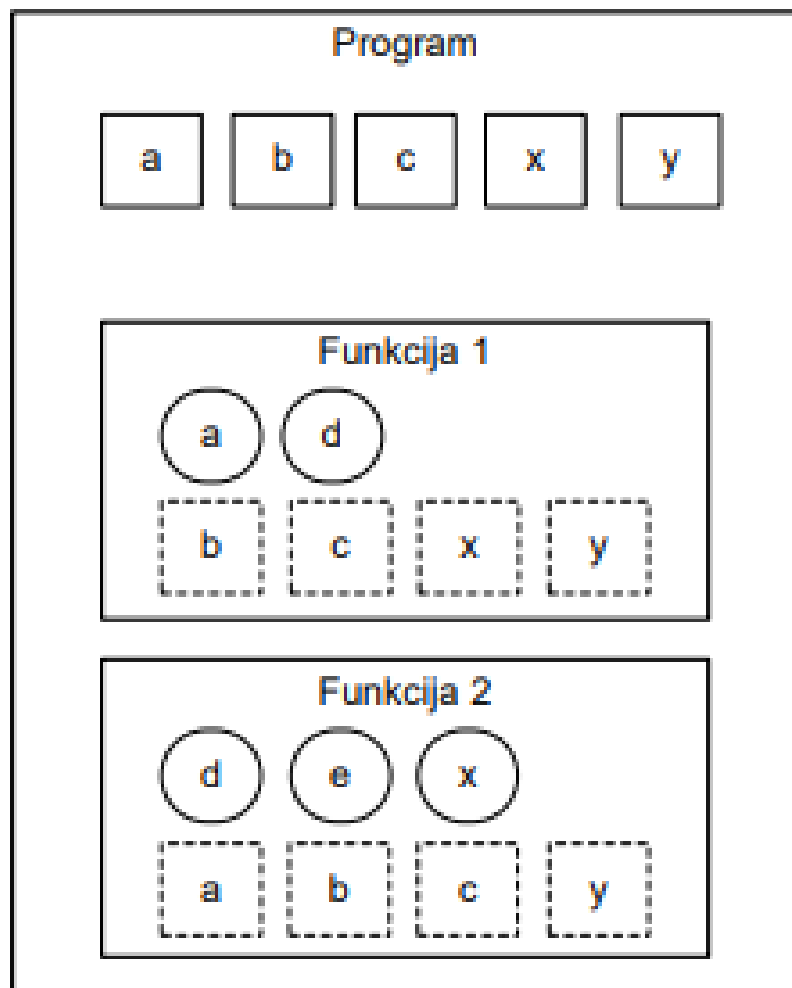 Program
a b c x y
Funkcija 1
a d
b c x y
Funkcija 2
d e x
a b c y